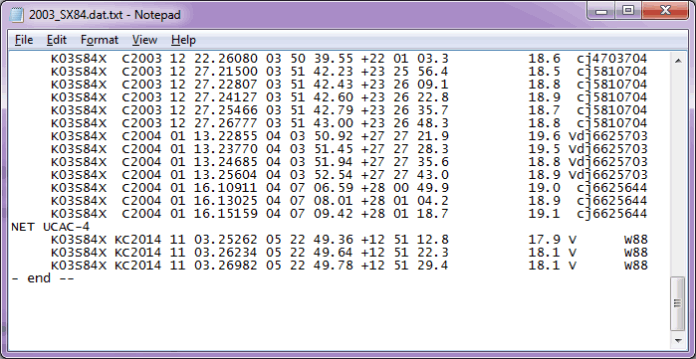 2003_SX84.dat.txt - Notepad
File Edit Format View Help
K03S84X C2003 12 22.26080 03 50 39.55 +22 01 03.3 18.6 cj4703704
K03S84X C2003 12 27.21500 03 51 42.23 +23 25 56.4 18.5 cj5810704
K03S84X C2003 12 27.22807 03 51 42.43 +23 26 09.1 18.8 cj5810704
K03S84X C2003 12 27.24127 03 51 42.60 +23 26 22.8 18.9 cj5810704
K03S84X C2003 12 27.25466 03 51 42.79 +23 26 35.7 18.7 cj5810704
K03S84X C2003 12 27.26777 03 51 43.00 +23 26 48.3 18.8 cj5810704
K03S84X C2004 01 13.22855 04 03 50.92 +27 27 21.9 19.6 Vdj6625703
K03S84X C2004 01 13.23770 04 03 51.45 +27 27 28.3 19.5 Vdj6625703
K03S84X C2004 01 13.24685 04 03 51.94 +27 27 35.6 18.8 Vdj6625703
K03S84X C2004 01 13.25604 04 03 52.54 +27 27 43.0 18.9 Vdj6625703
K03S84X C2004 01 16.10911 04 07 06.59 +28 00 49.9 19.0 cj6625644
K03S84X C2004 01 16.13025 04 07 08.01 +28 01 04.2 18.9 cj6625644
K03S84X C2004 01 16.15159 04 07 09.42 +28 01 18.7 19.1 cj6625644
NET UCAC-4
K03S84X KC2014 11 03.25262 05 22 49.36 +12 51 12.8 17.9 V W88
K03S84X KC2014 11 03.26234 05 22 49.64 +12 51 22.3 18.1 V W88
K03S84X KC2014 11 03.26982 05 22 49.78 +12 51 29.4 18.1 V W88
- end --